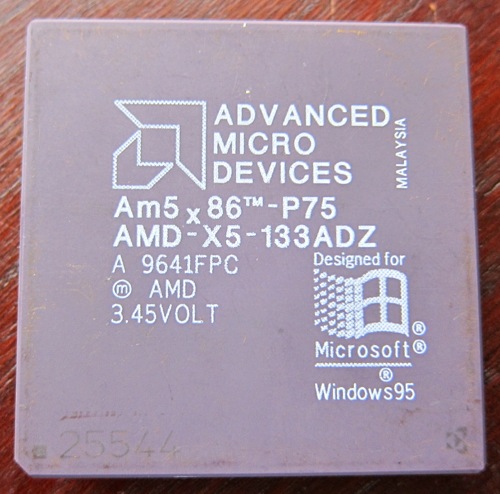 ADVANCED
MICRO
DEVICES
MALAYSIA
Am5x86™-P75
AMD-X5-133ADZ
A 9641FPC
ⓜ AMD
3.45VOLT
Designed for
Microsoft®
®
Windows95
25544